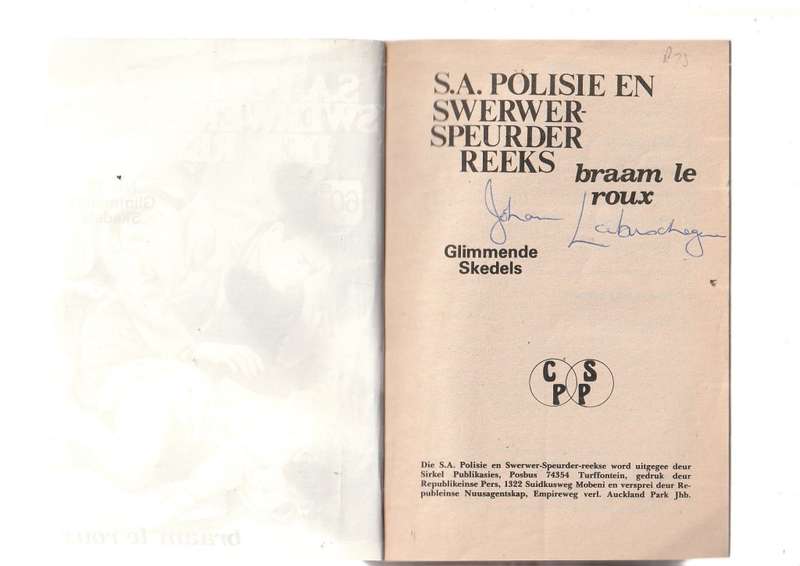 S.A. POLISIE EN
SWERWER-
SPEURDER
REEKS
braam le
roux
Johan Labuschagne
Glimmende
Skedels
C S
P P
Die S.A. Polisie en Swerwer-Speurder-reekse word uitgegee deur
Sirkel Publikasies, Posbus 74354 Turffontein, gedruk deur
Republikeinse Pers, 1322 Suidkusweg Mobeni en versprei deur Re-
publeinse Nuusagentskap, Empireweg verl. Auckland Park Jhb.